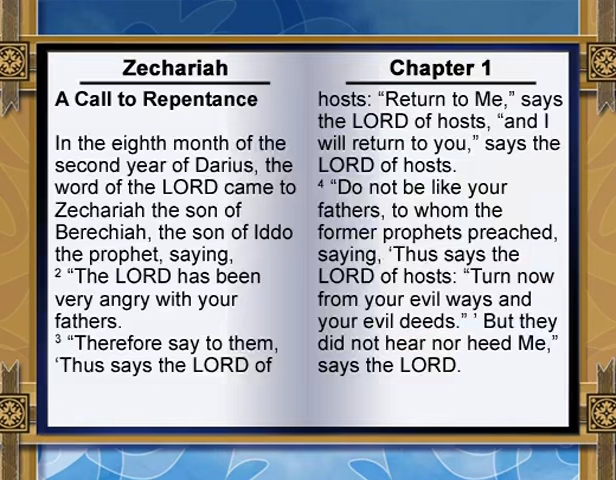 Zechariah
A Call to Repentance
In the eighth month of the
second year of Darius, the
word of the LORD came to
Zechariah the son of
Berechiah, the son of Iddo
the prophet, saying,
² “The LORD has been
very angry with your
fathers.
³ “Therefore say to them,
‘Thus says the LORD of
Chapter 1
hosts: “Return to Me,” says
the LORD of hosts, “and I
will return to you,” says the
LORD of hosts.
⁴ “Do not be like your
fathers, to whom the
former prophets preached,
saying, ‘Thus says the
LORD of hosts: “Turn now
from your evil ways and
your evil deeds.” ’ But they
did not hear nor heed Me,”
says the LORD.